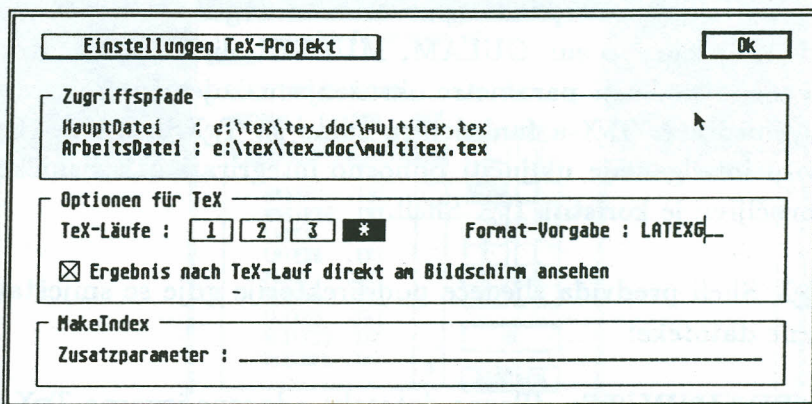 Einstellungen TeX-Projekt
Ok
Zugriffspfade
HauptDatei : e:\tex\tex_doc\multitex.tex
ArbeitsDatei : e:\tex\tex_doc\multitex.tex
Optionen für TeX
TeX-Läufe : 1 2 3 * Format-Vorgabe : LATEXG
Ergebnis nach TeX-Lauf direkt am Bildschirm ansehen
MakeIndex
Zusatzparameter :